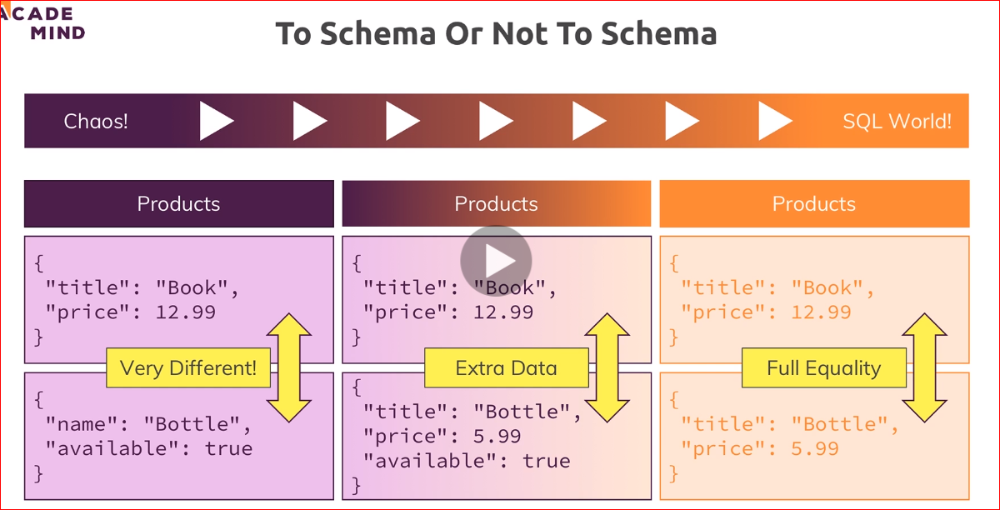 ACADE
MIND
To Schema Or Not To Schema
Chaos!
SQL World!
Products
{
"title": "Book",
"price": 12.99
}
Very Different!
{
"name": "Bottle",
"available": true
}
Products
{
"title": "Book",
"price": 12.99
}
Extra Data
{
"title": "Bottle",
"price": 5.99
"available": true
}
Products
{
"title": "Book",
"price": 12.99
}
Full Equality
{
"title": "Bottle",
"price": 5.99
}